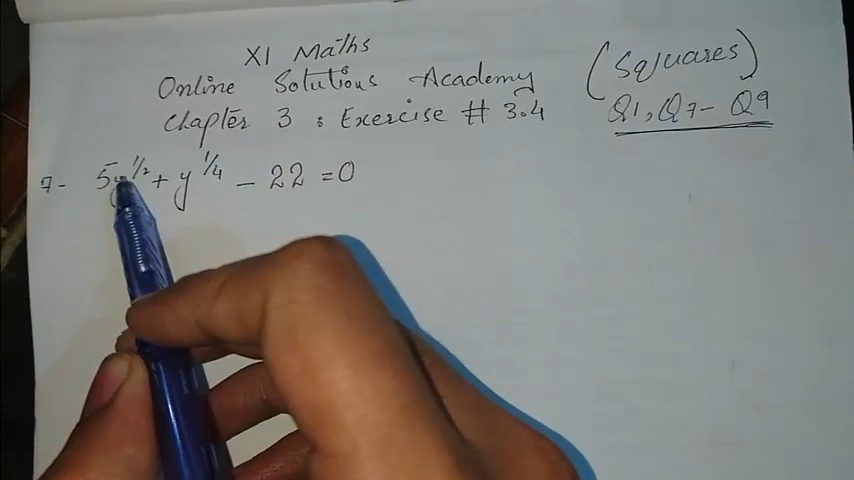 XI Maths
Online Solutions Academy (Squares)
Chapter 3 : Exercise # 3.4 Q1, Q7 - Q9
7- 5y^1/2 + y^1/4 - 22 = 0